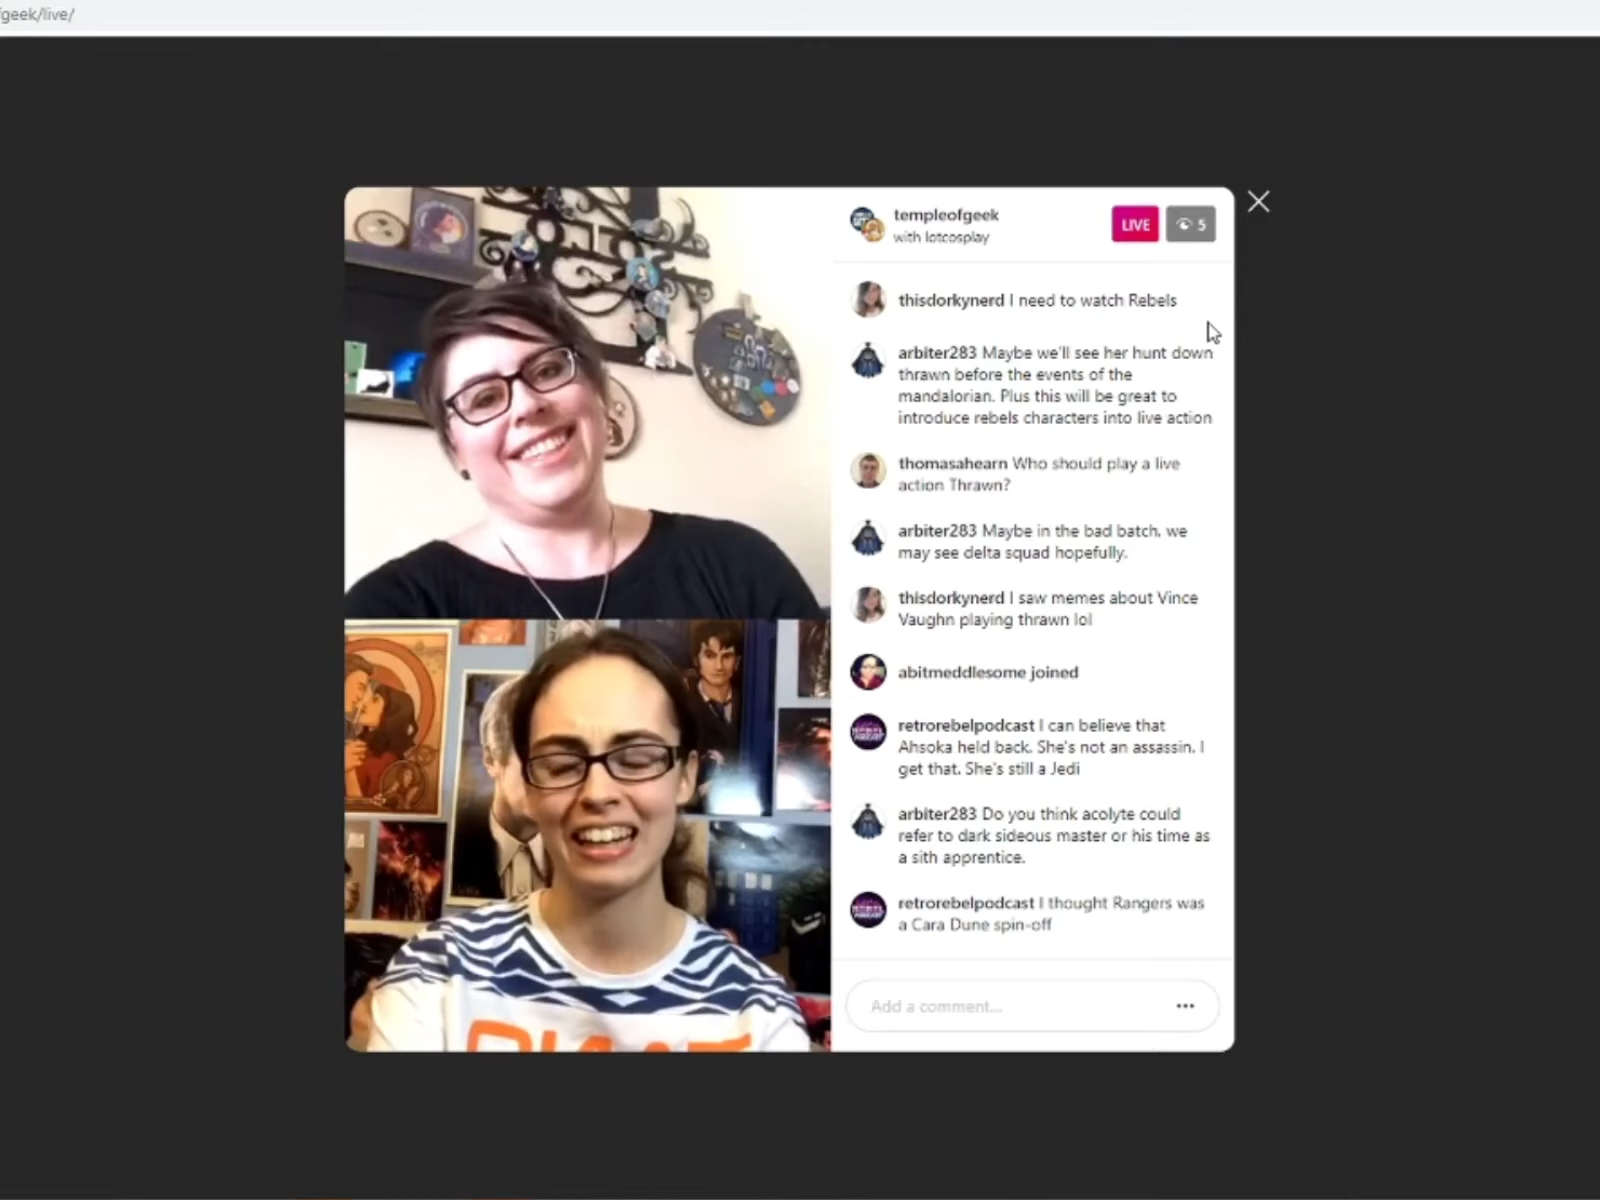 fgeek/live/
templeofgeek
with lotcosplay
LIVE
5
thisdorkynerd I need to watch Rebels
arbiter283 Maybe we'll see her hunt down
thrawn before the events of the
mandalorian. Plus this will be great to
introduce rebels characters into live action
thomasahearn Who should play a live
action Thrawn?
arbiter283 Maybe in the bad batch, we
may see delta squad hopefully.
thisdorkynerd I saw memes about Vince
Vaughn playing thrawn lol
abitmeddlesome joined
retrorebelpodcast I can believe that
Ahsoka held back. She's not an assassin, I
get that. She's still a Jedi
arbiter283 Do you think acolyte could
refer to dark sideous master or his time as
a sith apprentice.
retrorebelpodcast I thought Rangers was
a Cara Dune spin-off
Add a comment...